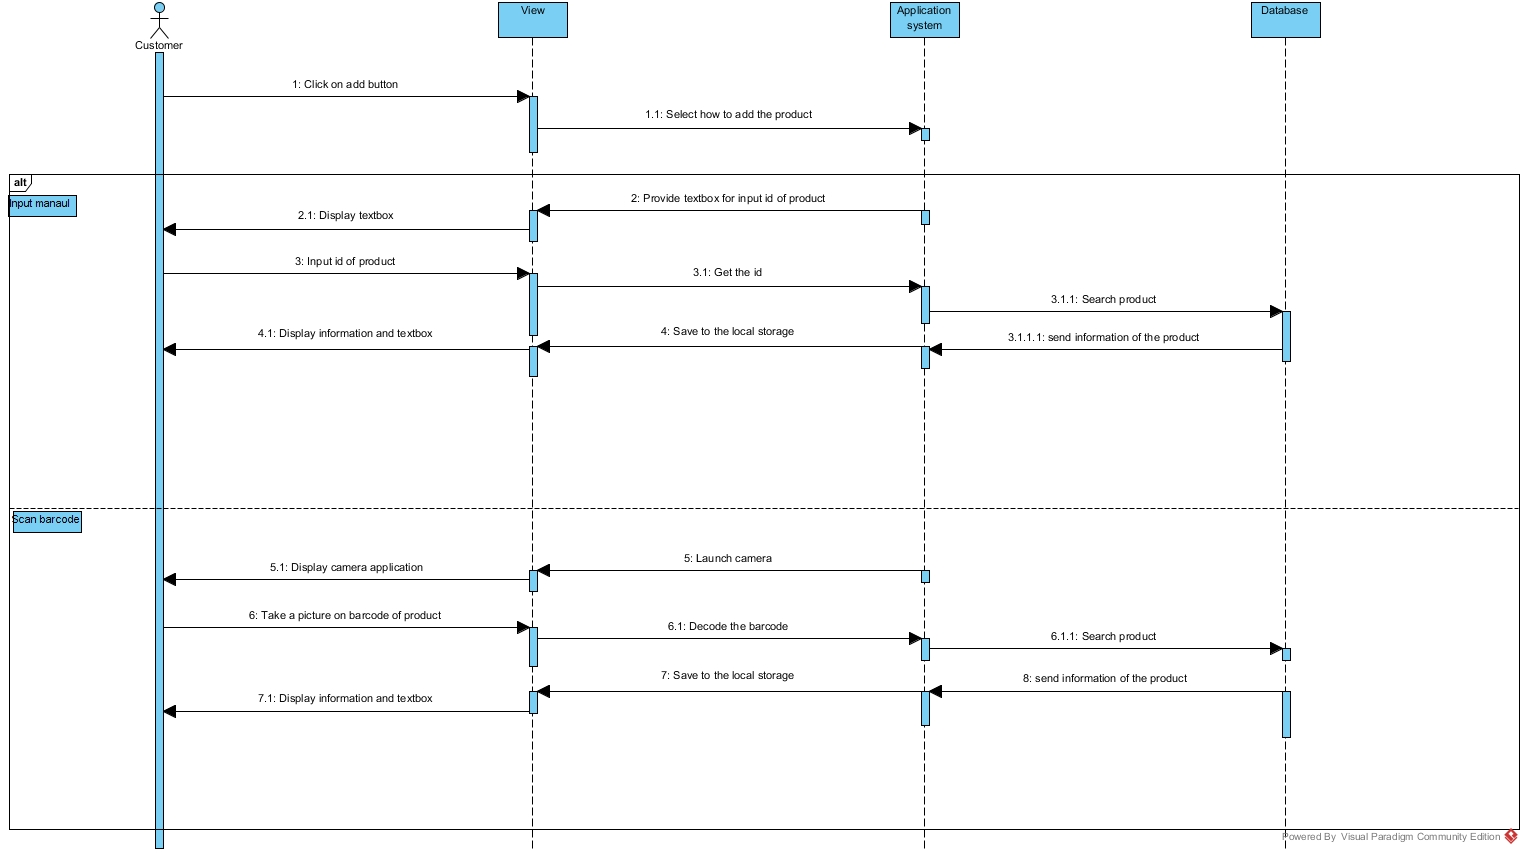 Customer
View
Application
system
Database
1: Click on add button
1.1: Select how to add the product
alt
Input manaul
2: Provide textbox for input id of product
2.1: Display textbox
3: Input id of product
3.1: Get the id
3.1.1: Search product
4.1: Display information and textbox
4: Save to the local storage
3.1.1.1: send information of the product
Scan barcode
5: Launch camera
5.1: Display camera application
6: Take a picture on barcode of product
6.1: Decode the barcode
6.1.1: Search product
7: Save to the local storage
8: send information of the product
7.1: Display information and textbox
Powered By Visual Paradigm Community Edition